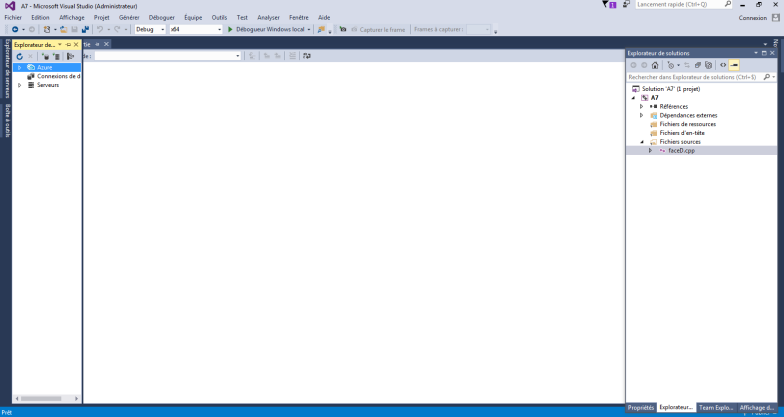 A7 - Microsoft Visual Studio (Administrateur)
1
Lancement rapide (Ctrl+Q)
Fichier Edition Affichage Projet Générer Déboguer Équipe Outils Test Analyser Fenêtre Aide
Connexion
Debug x64 Débogueur Windows local Capturer le frame Frames à capturer :
Explorateur de serveurs
Boîte à outils
Explorateur de...
tie
de :
Azure
Connexions de d
Serveurs
Explorateur de solutions
Rechercher dans Explorateur de solutions (Ctrl+$)
Solution 'A7' (1 projet)
A7
Références
Dépendances externes
Fichiers de ressources
Fichiers d'en-tête
Fichiers sources
faceD.cpp
Propriétés Explorateur... Team Explo... Affichage d...
Prêt